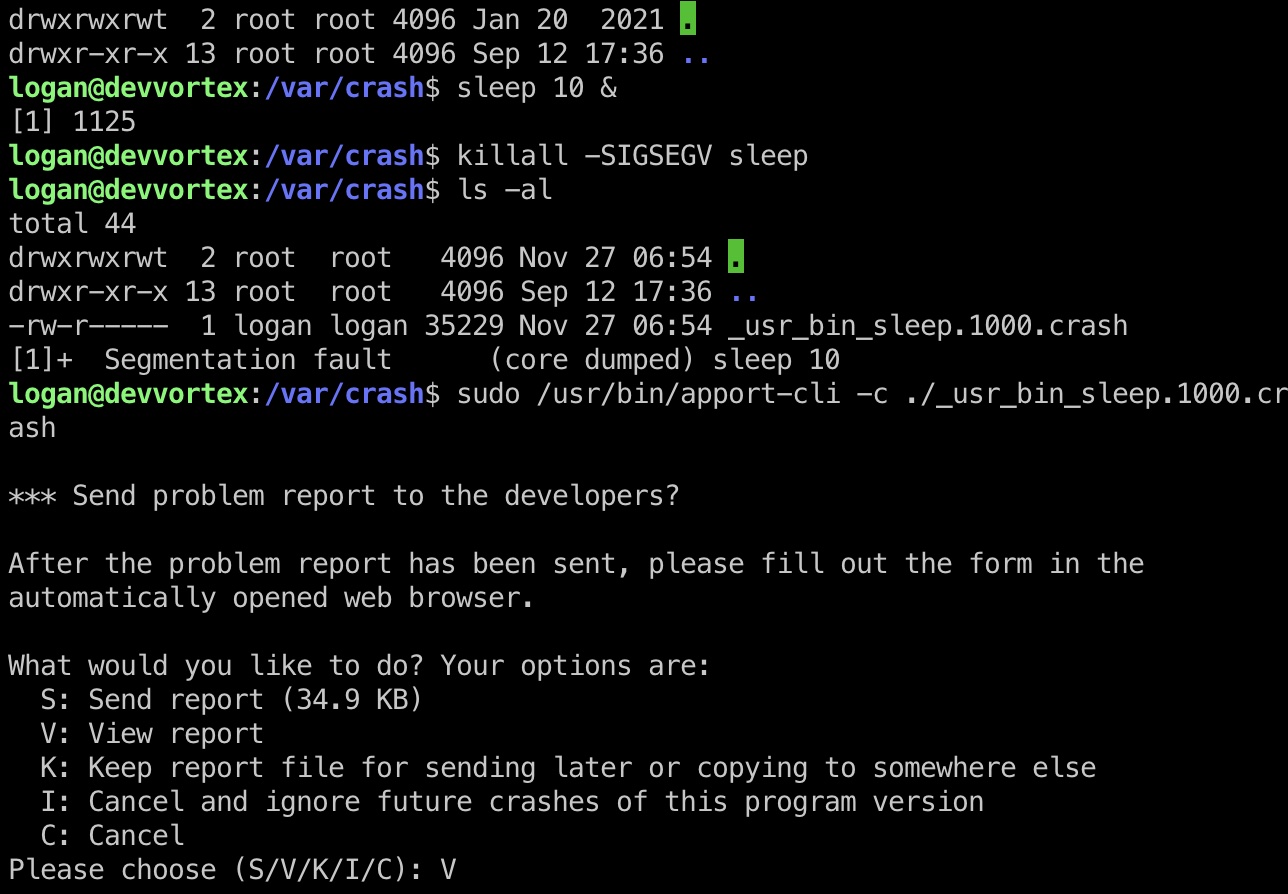 drwxrwxrwt  2 root root 4096 Jan 20  2021 .
drwxr-xr-x 13 root root 4096 Sep 12 17:36 ..
logan@devvortex:/var/crash$ sleep 10 &
[1] 1125
logan@devvortex:/var/crash$ killall -SIGSEGV sleep
logan@devvortex:/var/crash$ ls -al
total 44
drwxrwxrwt  2 root  root   4096 Nov 27 06:54 .
drwxr-xr-x 13 root  root   4096 Sep 12 17:36 ..
-rw-r-----  1 logan logan 35229 Nov 27 06:54 _usr_bin_sleep.1000.crash
[1]+  Segmentation fault      (core dumped) sleep 10
logan@devvortex:/var/crash$ sudo /usr/bin/apport-cli -c ./_usr_bin_sleep.1000.cr
ash

*** Send problem report to the developers?

After the problem report has been sent, please fill out the form in the
automatically opened web browser.

What would you like to do? Your options are:
  S: Send report (34.9 KB)
  V: View report
  K: Keep report file for sending later or copying to somewhere else
  I: Cancel and ignore future crashes of this program version
  C: Cancel
Please choose (S/V/K/I/C): V